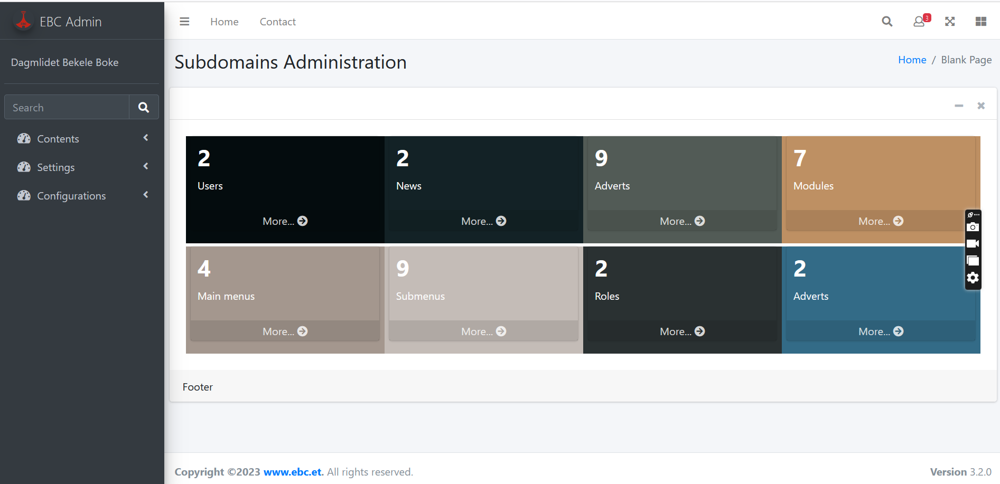 EBC Admin
Home
Contact
3
Dagmlidet Bekele Boke
Subdomains Administration
Home / Blank Page
Search
Contents
Settings
Configurations
2
Users
More...
2
News
More...
9
Adverts
More...
7
Modules
More...
4
Main menus
More...
9
Submenus
More...
2
Roles
More...
2
Adverts
More...
Footer
Copyright ©2023 www.ebc.et. All rights reserved.
Version 3.2.0